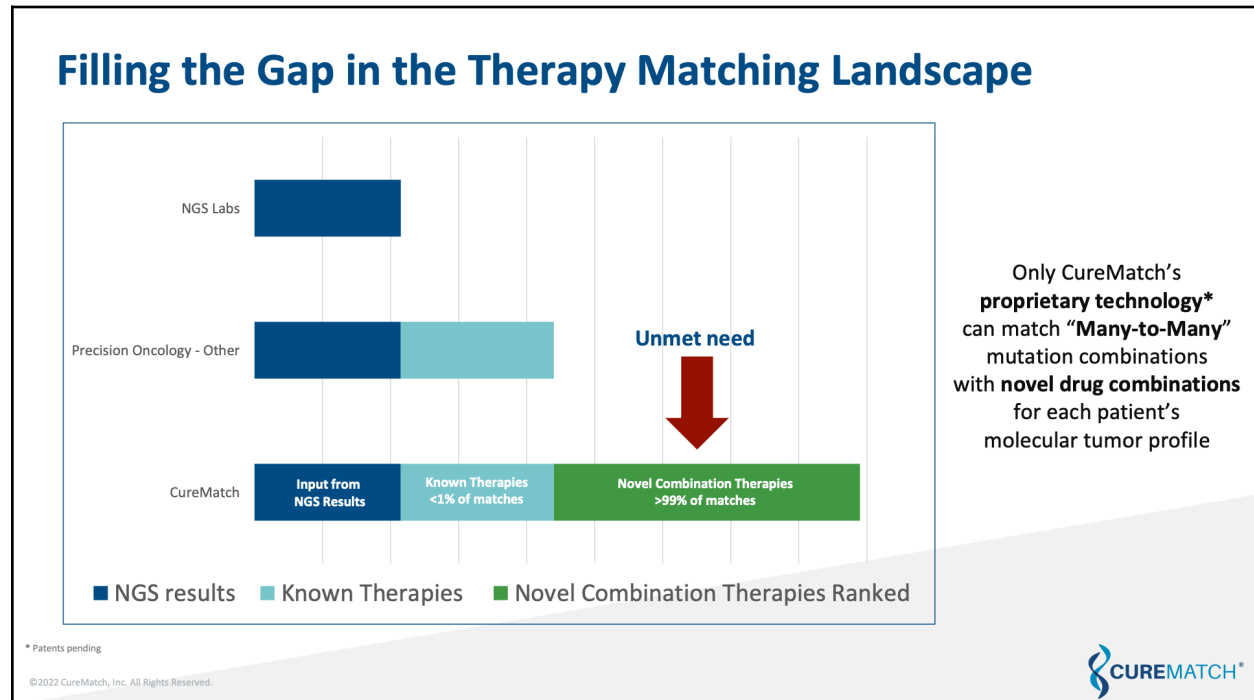 Filling the Gap in the Therapy Matching Landscape
NGS Labs
Precision Oncology - Other
Unmet need
CureMatch
Input from
NGS Results
Known Therapies
<1% of matches
Novel Combination Therapies
>99% of matches
NGS results
Known Therapies
Novel Combination Therapies Ranked
Only CureMatch’s
proprietary technology*
can match “Many-to-Many”
mutation combinations
with novel drug combinations
for each patient’s
molecular tumor profile
* Patents pending
©2022 CureMatch, Inc. All Rights Reserved.
CUREMATCH®